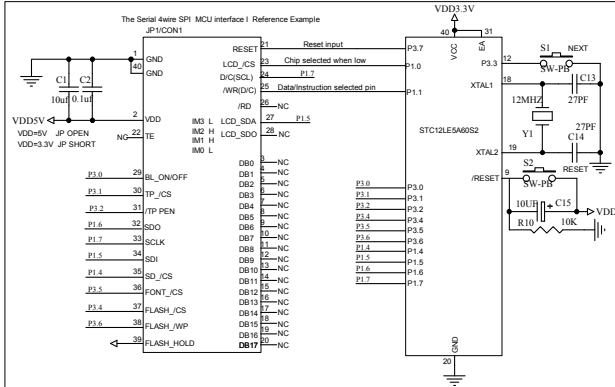 The Serial 4wire SPI MCU interface I Reference Example
JP1/CON1
VDD3.3V
1 GND
40 GND
C1 C2
10uf 0.1uf
VDD5V
2 VDD
VDD=5V JP OPEN
VDD=3.3V JP SHORT
NC 22 TE
IM3 L
IM2 H
IM1 H
IM0 L
P3.0 29 BL_ON/OFF
P3.1 30 TP_/CS
P3.2 31 /TP PEN
P1.6 32 SDO
P1.7 33 SCLK
P1.5 34 SDI
P1.4 35 SD_/CS
P3.5 36 FONT_/CS
P3.4 37 FLASH_/CS
P3.6 38 FLASH_/WP
39 FLASH_HOLD
RESET 21 Reset input
LCD_/CS 23 Chip selected when low
D/C(SCL) 24 P1.7
/WR(D/C) 25 Data/Instruction selected pin
/RD 26 NC
LCD_SDA 27 P1.5
LCD_SDO 28 NC
DB0 3 NC
DB1 4 NC
DB2 5 NC
DB3 6 NC
DB4 7 NC
DB5 8 NC
DB6 9 NC
DB7 10 NC
DB8 11 NC
DB9 12 NC
DB10 13 NC
DB11 14 NC
DB12 15 NC
DB13 16 NC
DB14 17 NC
DB15 18 NC
DB16 19 NC
DB17 20 NC
40 VCC
31 EA
P3.7
P1.0
P1.1
STC12LE5A60S2
P3.0 P3.0
P3.1 P3.1
P3.2 P3.2
P3.4 P3.4
P3.5 P3.5
P3.6 P3.6
P1.4 P1.4
P1.5 P1.5
P1.6 P1.6
P1.7 P1.7
GND
20
P3.3 12
S1 NEXT
SW-PB
XTAL1 18
C13
27PF
12MHZ
Y1
27PF
C14
XTAL2 19
RESET
/RESET 9
S2
SW-PB
10UF + C15
VDD
R10 10K